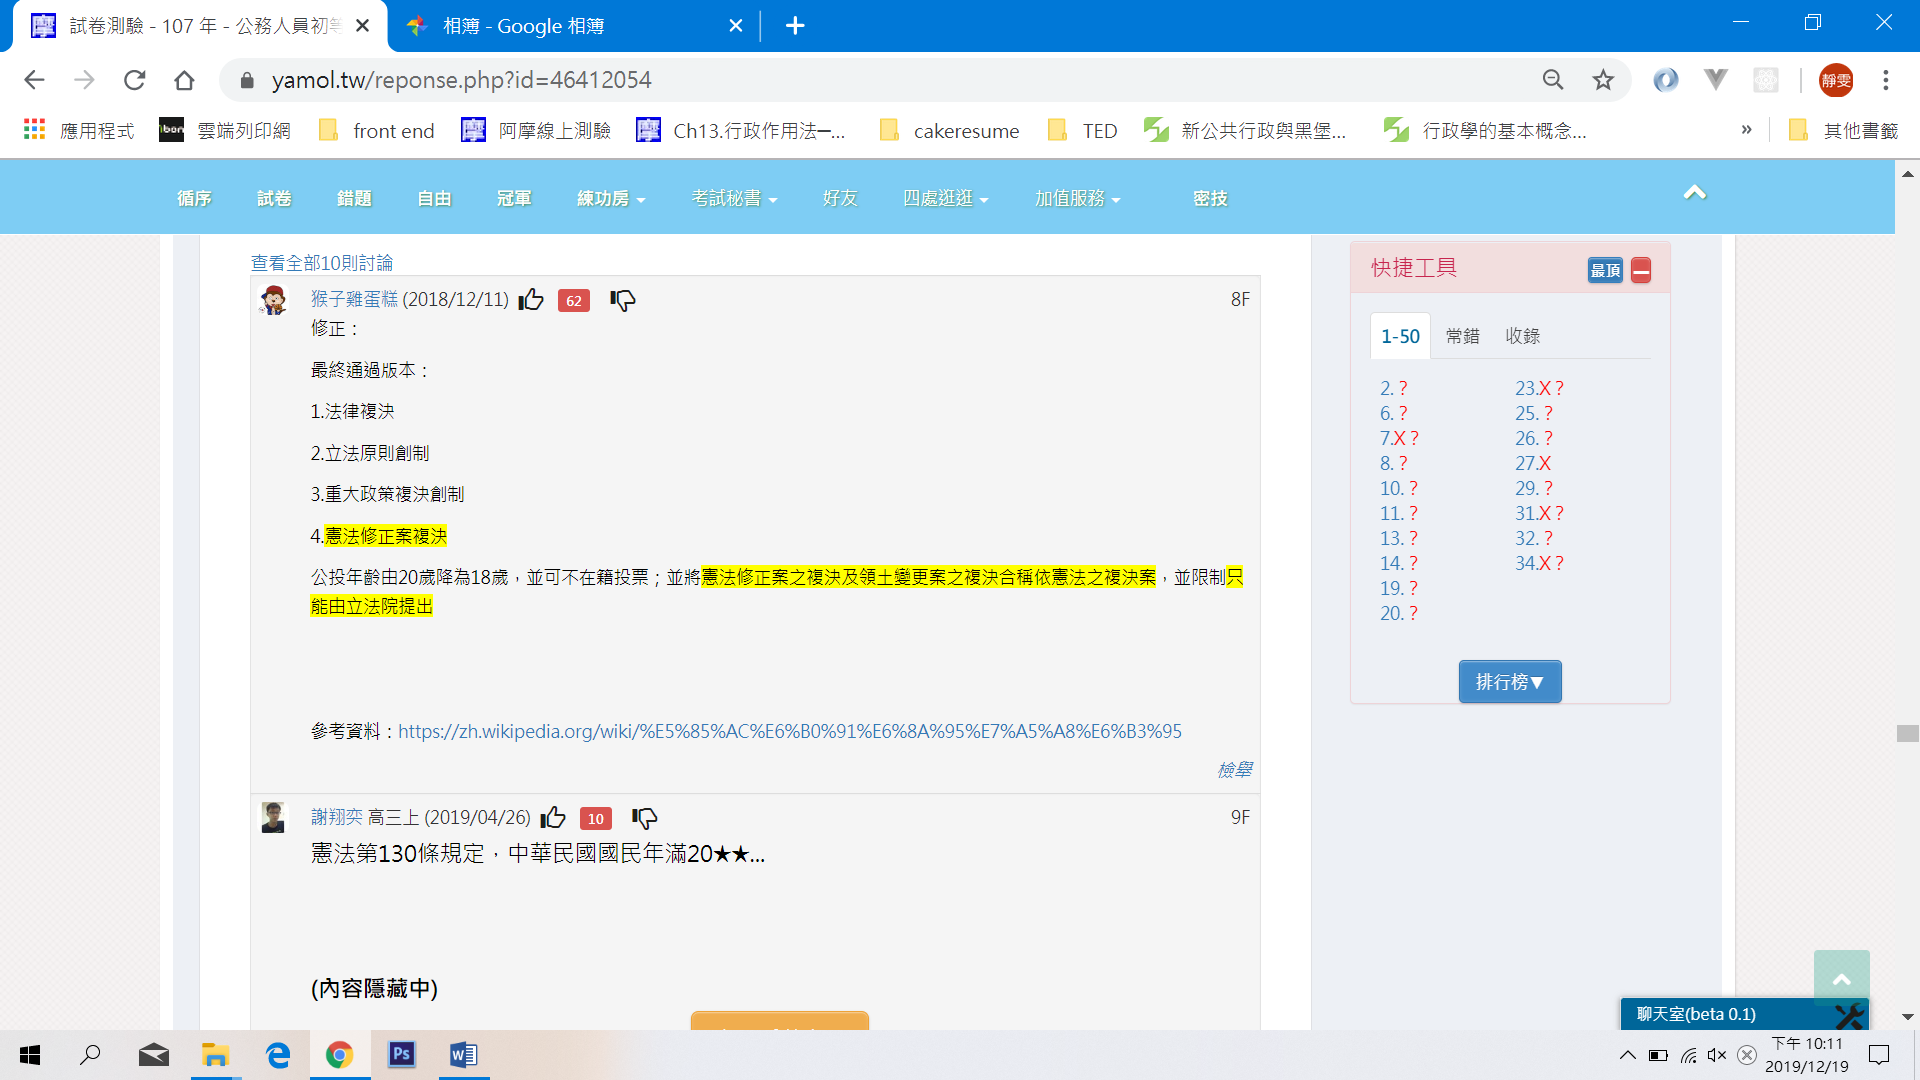 試卷測驗 - 107 年 - 公務人員初等
相簿 - Google 相簿
yamol.tw/reponse.php?id=46412054
靜雯
應用程式
ibon
雲端列印網
front end
摩
阿摩線上測驗
摩
Ch13.行政作用法—...
cakeresume
TED
新公共行政與黑堡...
行政學的基本概念...
»
其他書籤
循序
試卷
錯題
自由
冠軍
練功房
考試秘書
好友
四處逛逛
加值服務
密技
查看全部10則討論
猴子雞蛋糕 (2018/12/11) 62 8F
修正：
最終通過版本：
1.法律複決
2.立法原則創制
3.重大政策複決創制
4.憲法修正案複決
公投年齡由20歲降為18歲，並可不在籍投票；並將憲法修正案之複決及領土變更案之複決合稱依憲法之複決案，並限制只
能由立法院提出
參考資料：https://zh.wikipedia.org/wiki/%E5%85%AC%E6%B0%91%E6%8A%95%E7%A5%A8%E6%B3%95
檢舉
謝翔奕 高三上 (2019/04/26) 10 9F
憲法第130條規定，中華民國國民年滿20★★...
(內容隱藏中)
快捷工具
最頂
1-50
常錯
收錄
2. ?
6. ?
7.X ?
8. ?
10. ?
11. ?
13. ?
14. ?
19. ?
20. ?
23.X ?
25. ?
26. ?
27.X
29. ?
31.X ?
32. ?
34.X ?
排行榜▼
聊天室(beta 0.1)
Ps
下午 10:11
2019/12/19